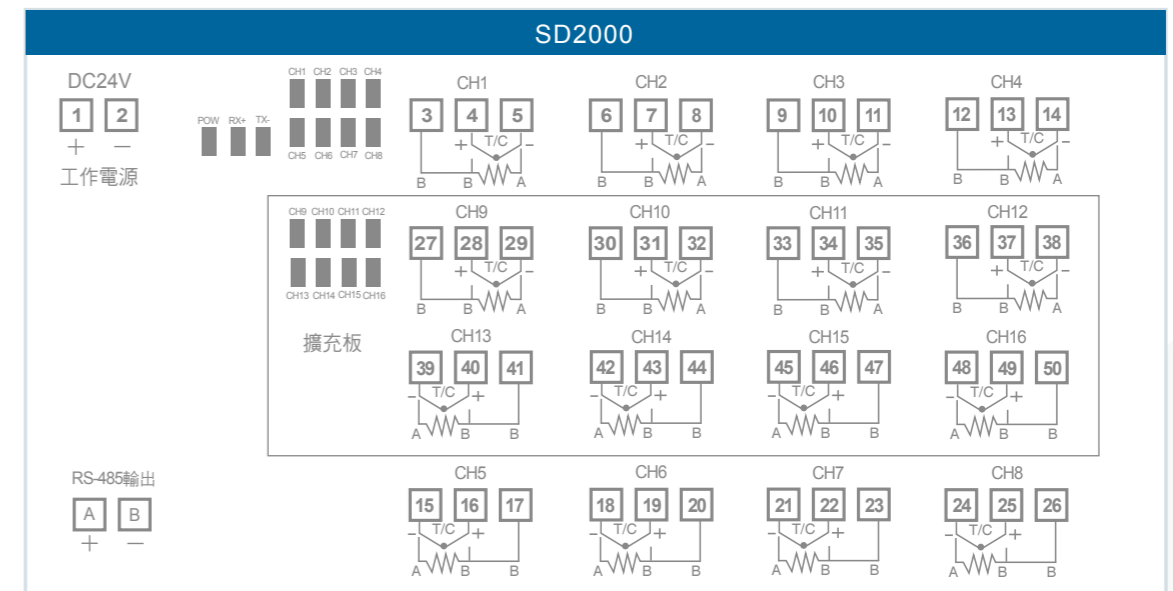 SD2000
DC24V
1 2
+ −
工作電源
POW RX+ TX-
CH1 CH2 CH3 CH4
CH5 CH6 CH7 CH8
CH1 CH2 CH3 CH4
3 4 5 6 7 8 9 10 11 12 13 14
+ T/C − + T/C − + T/C − + T/C −
B B A B B A B B A B B A
CH9 CH10 CH11 CH12
CH13 CH14 CH15 CH16
擴充板
CH9 CH10 CH11 CH12
27 28 29 30 31 32 33 34 35 36 37 38
+ T/C − + T/C − + T/C − + T/C −
B B A B B A B B A B B A
CH13 CH14 CH15 CH16
39 40 41 42 43 44 45 46 47 48 49 50
− T/C + − T/C + − T/C + − T/C +
A B B A B B A B B A B B
RS-485輸出
A B
+ −
CH5 CH6 CH7 CH8
15 16 17 18 19 20 21 22 23 24 25 26
− T/C + − T/C + − T/C + − T/C +
A B B A B B A B B A B B